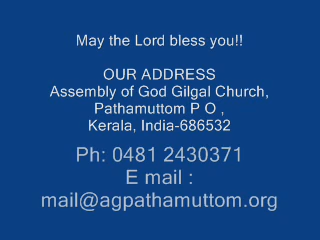 May the Lord bless you!!
OUR ADDRESS
Assembly of God Gilgal Church,
Pathamuttom P O ,
Kerala, India-686532
Ph: 0481 2430371
E mail :
mail@agpathamuttom.org